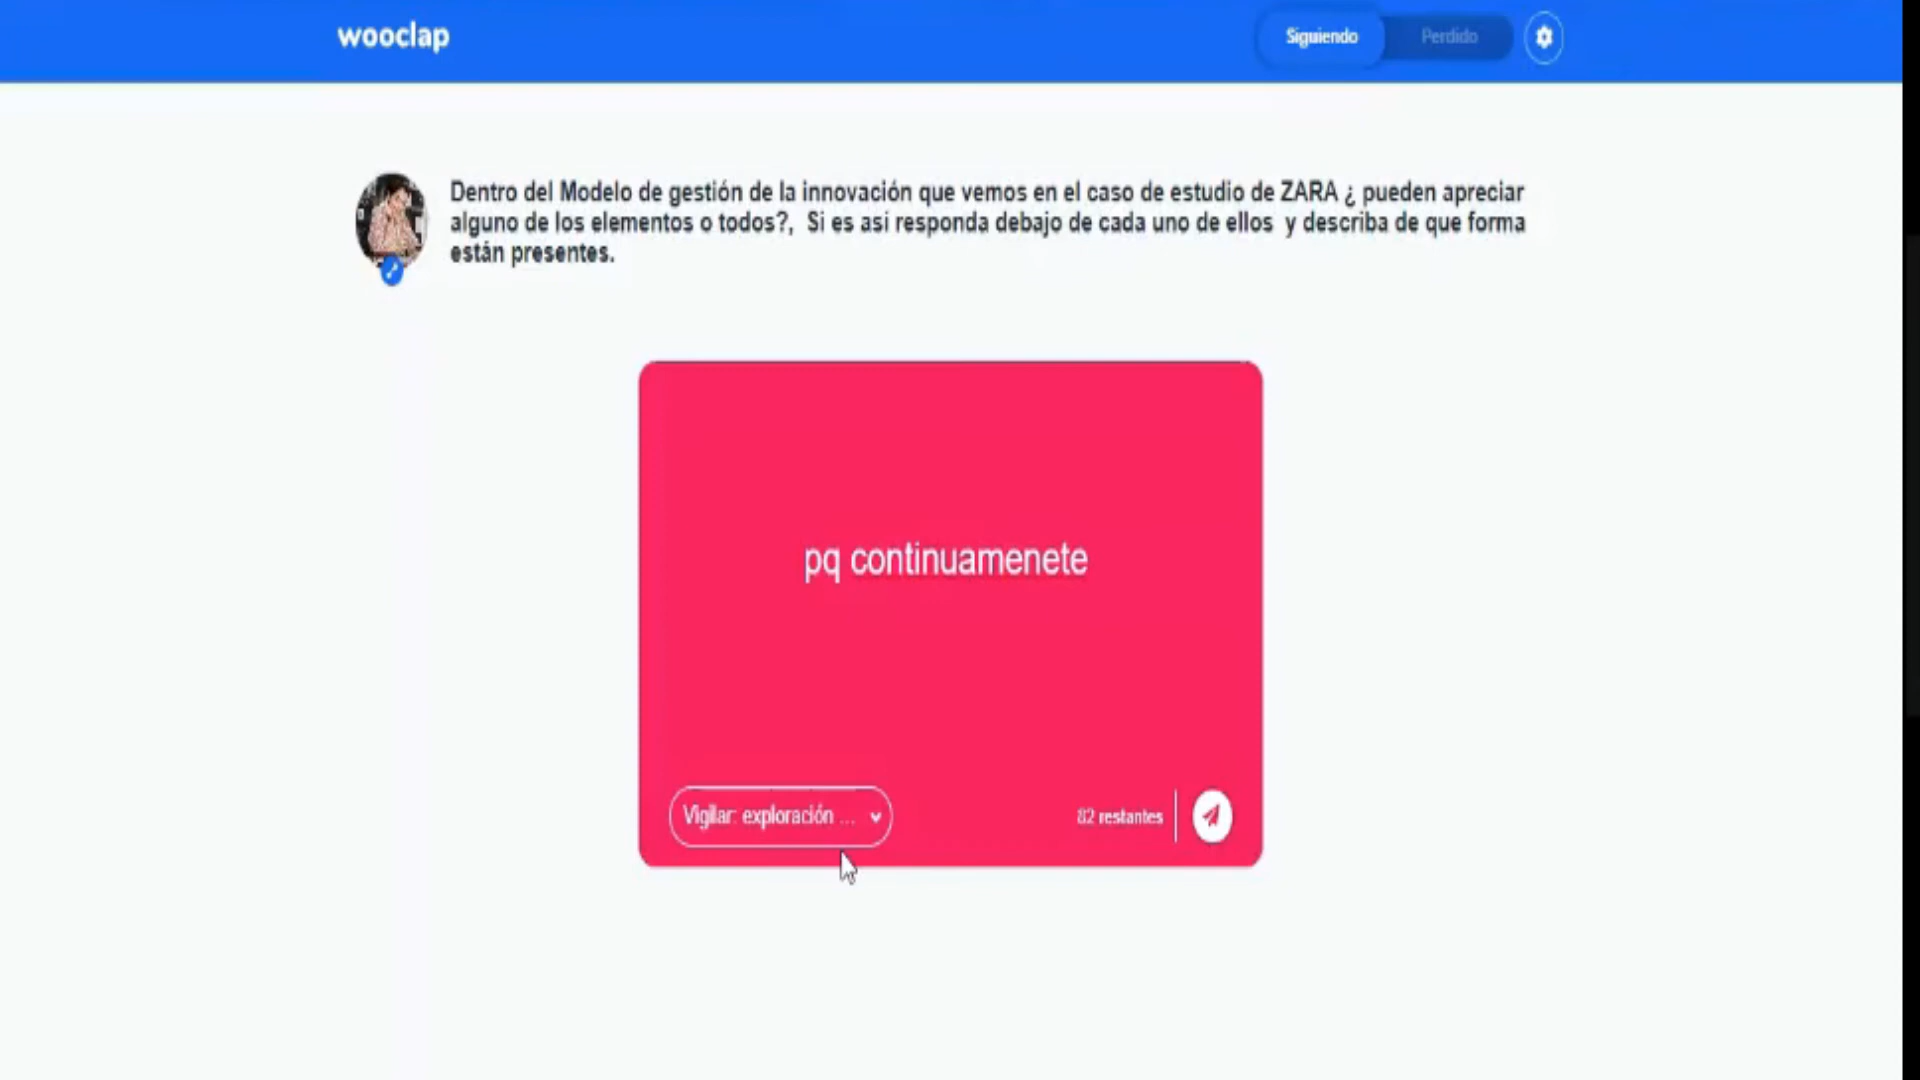 wooclap
Siguiendo
Perdido
Dentro del Modelo de gestión de la innovación que vemos en el caso de estudio de ZARA ¿ pueden apreciar
alguno de los elementos o todos?, Si es así responda debajo de cada uno de ellos y describa de que forma
están presentes.
pq continuamenete
Vigilar: exploración ...
82 restantes